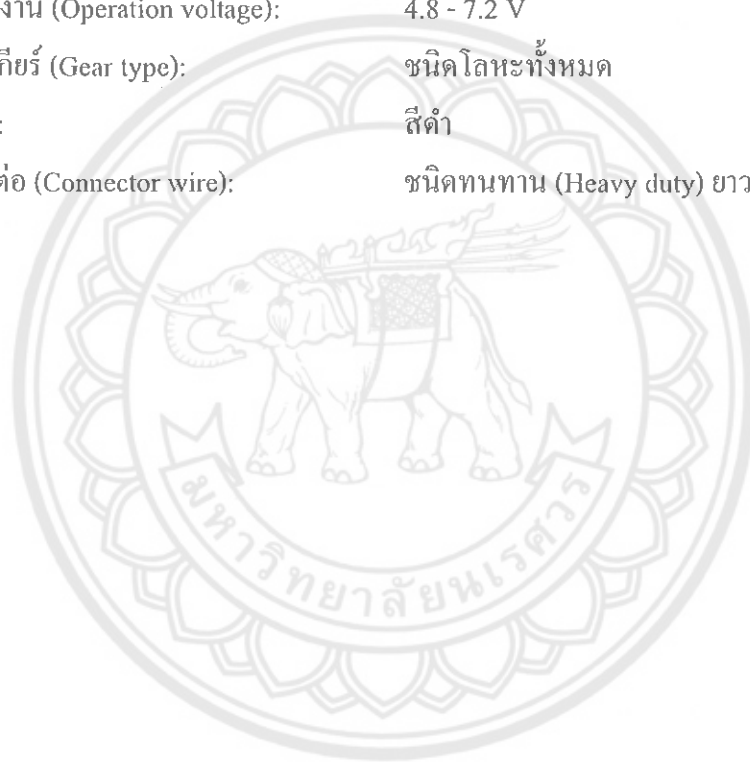 งาน (Operation voltage): 4.8 - 7.2 V
กียร์ (Gear type): ชนิดโลหะทั้งหมด
: สีดำ
ต่อ (Connector wire): ชนิดทนทาน (Heavy duty) ยาว
มหาวิทยาลัยนเรศวร